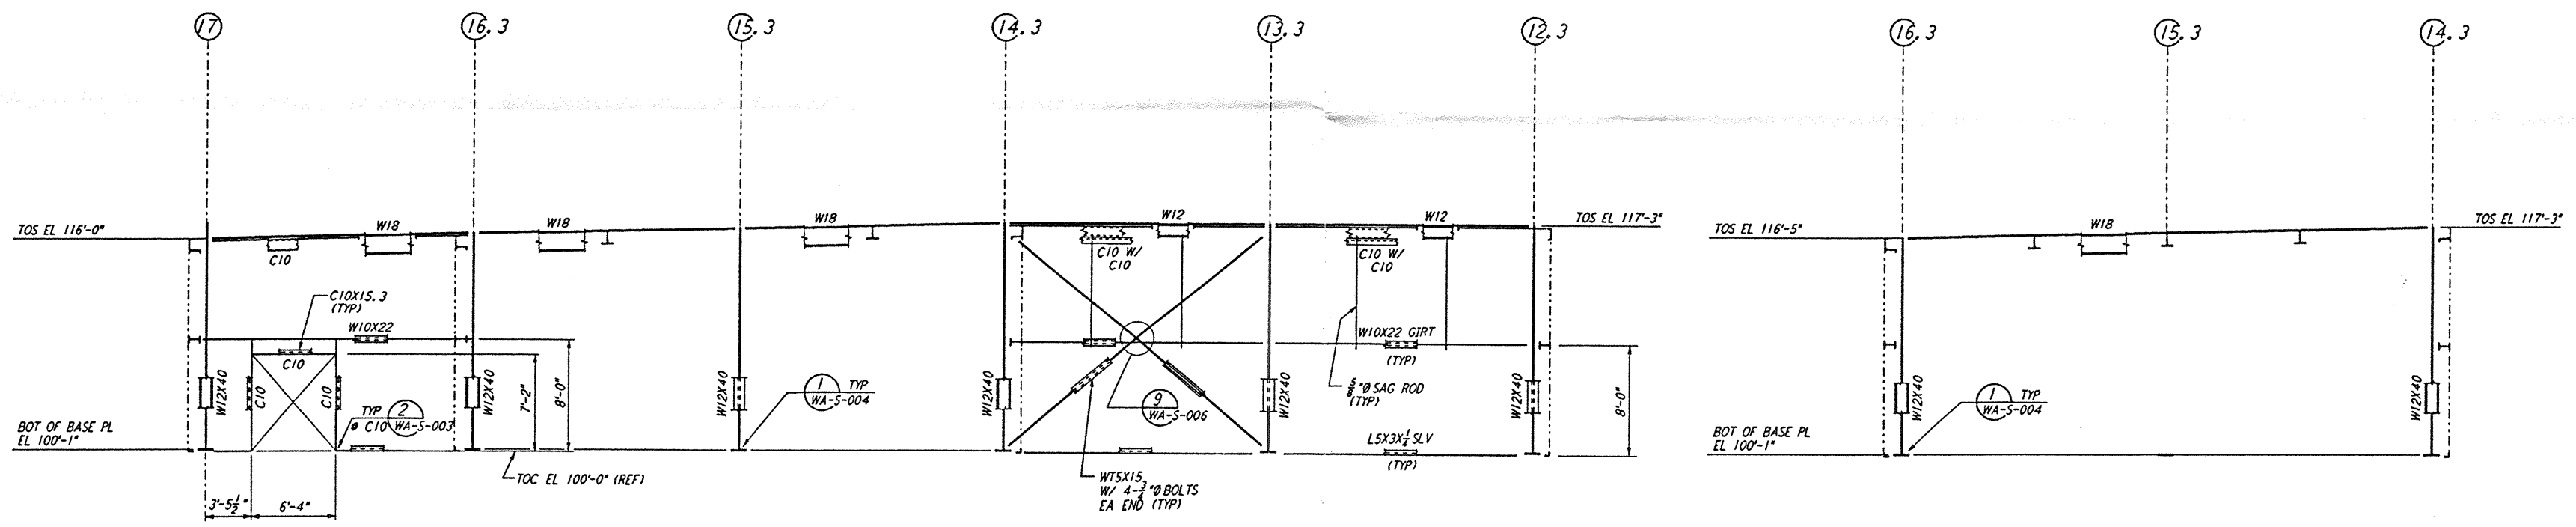 17
16.3
15.3
14.3
13.3
12.3
16.3
15.3
14.3
TOS EL 116'-0"
W18
W18
W18
W12
W12
TOS EL 117'-3"
TOS EL 116'-5"
W18
TOS EL 117'-3"
C10
C10 W/
C10
C10 W/
C10
C10X15.3
(TYP)
W10X22
W10X22 GIRT
(TYP)
C10
W12X40
C10
C10
W12X40
7'-2"
8'-0"
W12X40
1 TYP
WA-S-004
W12X40
9
WA-S-006
W12X40
5/8"Ø SAG ROD
(TYP)
W12X40
8'-0"
W12X40
1 TYP
WA-S-004
W12X40
TYP 2
@ C10 WA-S-003
BOT OF BASE PL
EL 100'-1"
L5X3X1/4 SLV
(TYP)
BOT OF BASE PL
EL 100'-1"
TOC EL 100'-0" (REF)
WT5X15
W/ 4-3/4"Ø BOLTS
EA END (TYP)
3'-5 1/2"
6'-4"